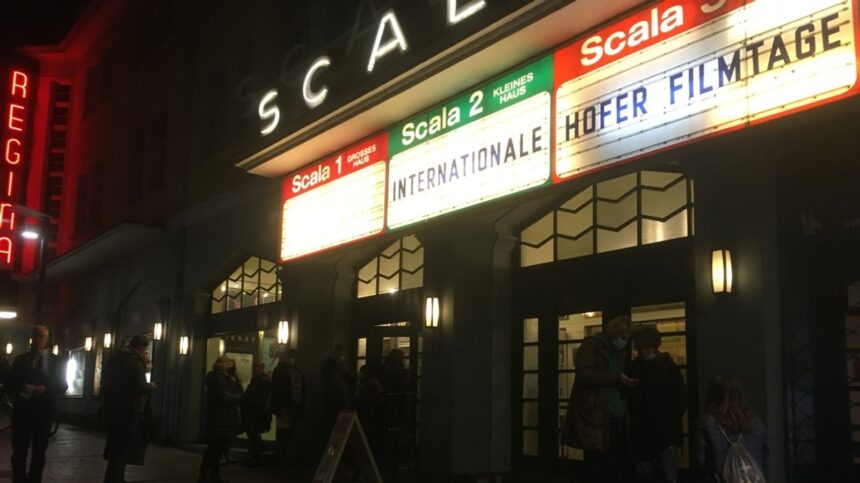 REGINA
SCALA
Scala 1 GROSSES HAUS
Scala 2 KLEINES HAUS
INTERNATIONALE
Scala 3
HOFER FILMTAGE